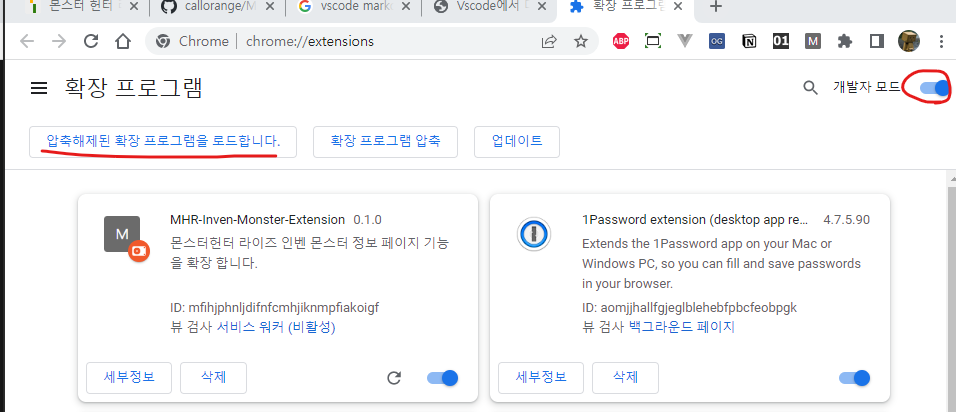 몬스터 헌터 리
callorange/M
vscode mark
Vscode에서
확장 프로그램
Chrome | chrome://extensions
ABP
OG
N
01
M
확장 프로그램
개발자 모드
압축해제된 확장 프로그램을 로드합니다.
확장 프로그램 압축
업데이트
M
MHR-Inven-Monster-Extension 0.1.0
몬스터헌터 라이즈 인벤 몬스터 정보 페이지 기능
을 확장 합니다.
ID: mfihjphnljdifnfcmhjiknmpfiakoigf
뷰 검사 서비스 워커 (비활성)
세부정보
삭제
1Password extension (desktop app re... 4.7.5.90
Extends the 1Password app on your Mac or
Windows PC, so you can fill and save passwords
in your browser.
ID: aomjjhallfgjeglblehebfpbcfeobpgk
뷰 검사 백그라운드 페이지
세부정보
삭제